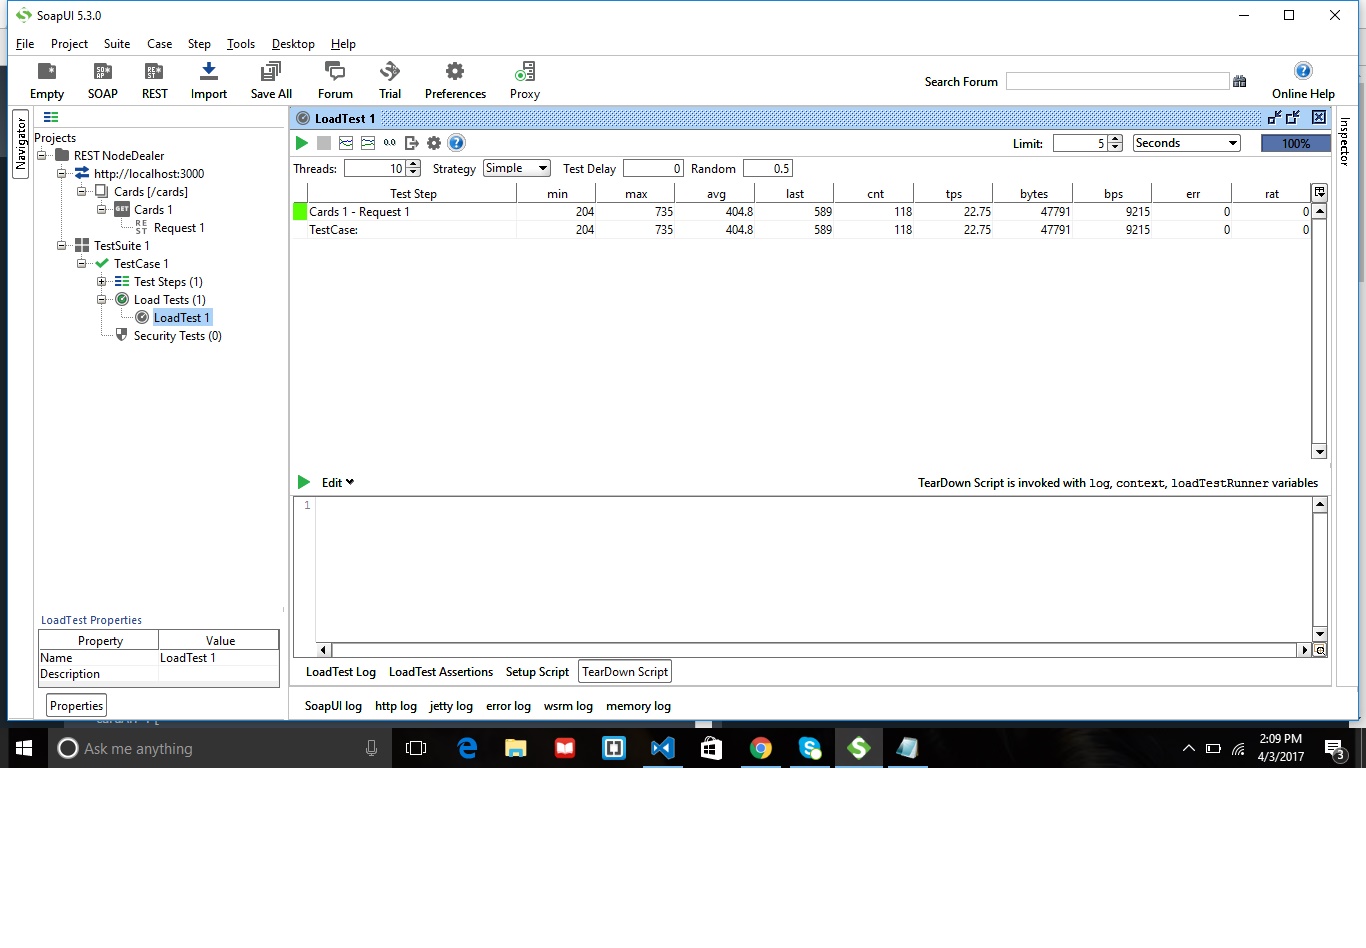 SoapUI 5.3.0
File Project Suite Case Step Tools Desktop Help
Empty SOAP REST Import Save All Forum Trial Preferences Proxy Search Forum Online Help
Navigator
Projects
REST NodeDealer
http://localhost:3000
Cards [/cards]
GET Cards 1
REST Request 1
TestSuite 1
TestCase 1
Test Steps (1)
Load Tests (1)
LoadTest 1
Security Tests (0)
LoadTest Properties
Property Value
Name LoadTest 1
Description
Properties
LoadTest 1
0.0 Limit: 5 Seconds 100%
Threads: 10 Strategy Simple Test Delay 0 Random 0.5
Test Step min max avg last cnt tps bytes bps err rat
Cards 1 - Request 1 204 735 404.8 589 118 22.75 47791 9215 0 0
TestCase: 204 735 404.8 589 118 22.75 47791 9215 0 0
Edit TearDown Script is invoked with log, context, loadTestRunner variables
1
LoadTest Log LoadTest Assertions Setup Script TearDown Script
SoapUI log http log jetty log error log wsrm log memory log
Inspector
Ask me anything
2:09 PM
4/3/2017
3